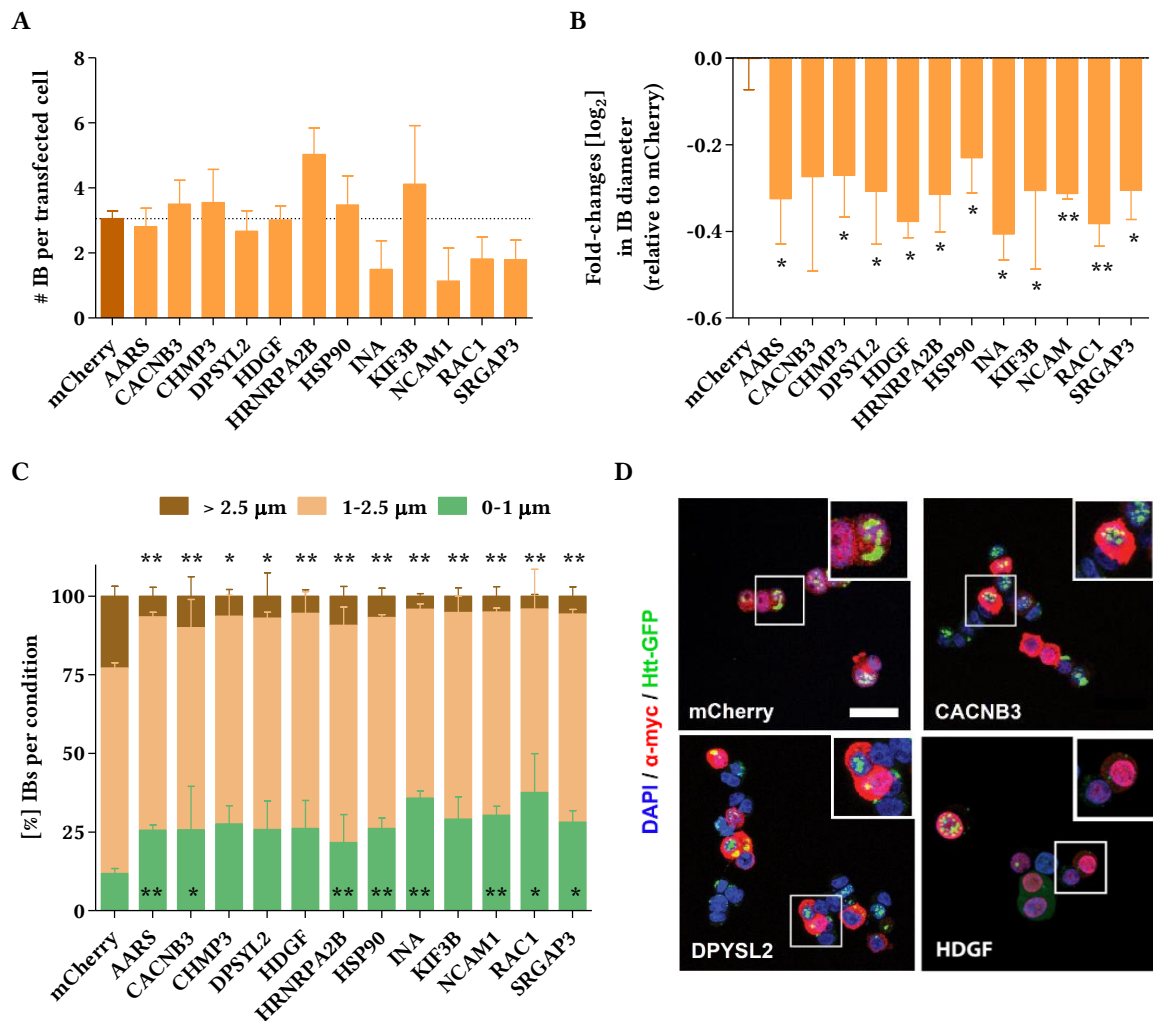 A
# IB per transfected cell
8
6
4
2
0
mCherry
AARS
CACNB3
CHMP3
DPSYL2
HDGF
HRNRPA2B
HSP90
INA
KIF3B
NCAM1
RAC1
SRGAP3
B
Fold-changes [log2]
in IB diameter
(relative to mCherry)
0.0
-0.2
-0.4
-0.6
* * * * * * * * ** ** *
mCherry
AARS
CACNB3
CHMP3
DPSYL2
HDGF
HRNRPA2B
HSP90
INA
KIF3B
NCAM
RAC1
SRGAP3
C
> 2.5 µm 1-2.5 µm 0-1 µm
[%] IBs per condition
** ** * * ** ** ** ** ** ** ** **
100
75
50
25
0
** * ** ** ** ** * *
mCherry
AARS
CACNB3
CHMP3
DPSYL2
HDGF
HRNRPA2B
HSP90
INA
KIF3B
NCAM1
RAC1
SRGAP3
D
DAPI / α-myc / Htt-GFP
mCherry
CACNB3
DPYSL2
HDGF